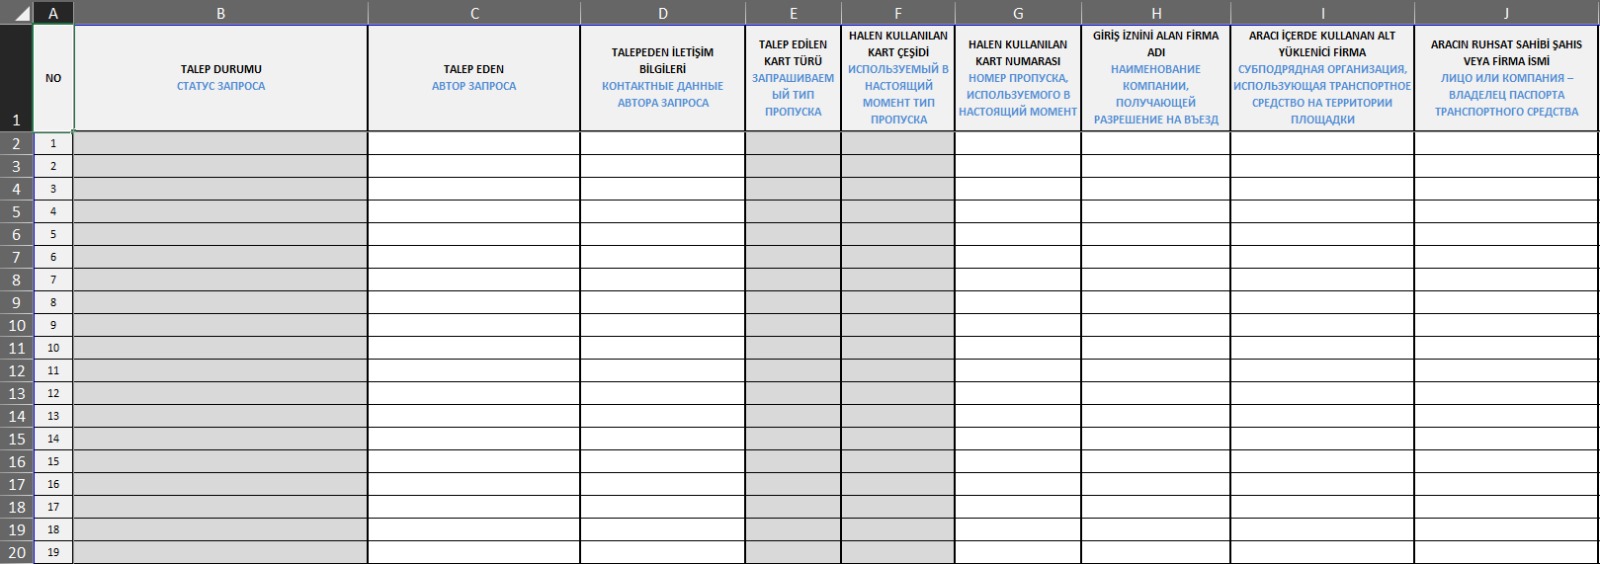 A B C D E F G H I J
1
NO
TALEP DURUMU
СТАТУС ЗАПРОСА
TALEP EDEN
АВТОР ЗАПРОСА
TALEPEDEN İLETİŞİM
BİLGİLERİ
КОНТАКТНЫЕ ДАННЫЕ
АВТОРА ЗАПРОСА
TALEP EDİLEN
KART TÜRÜ
ЗАПРАШИВАЕМ
ЫЙ ТИП
ПРОПУСКА
HALEN KULLANILAN
KART ÇEŞİDİ
ИСПОЛЬЗУЕМЫЙ В
НАСТОЯЩИЙ
МОМЕНТ ТИП
ПРОПУСКА
HALEN KULLANILAN
KART NUMARASI
НОМЕР ПРОПУСКА,
ИСПОЛЬЗУЕМОГО В
НАСТОЯЩИЙ МОМЕНТ
GİRİŞ İZNİNİ ALAN FİRMA
ADI
НАИМЕНОВАНИЕ
КОМПАНИИ,
ПОЛУЧАЮЩЕЙ
РАЗРЕШЕНИЕ НА ВЪЕЗД
ARACI İÇERDE KULLANAN ALT
YÜKLENİCİ FİRMA
СУБПОДРЯДНАЯ ОРГАНИЗАЦИЯ,
ИСПОЛЬЗУЮЩАЯ ТРАНСПОРТНОЕ
СРЕДСТВО НА ТЕРРИТОРИИ
ПЛОЩАДКИ
ARACIN RUHSAT SAHİBİ ŞAHIS
VEYA FİRMA İSMİ
ЛИЦО ИЛИ КОМПАНИЯ –
ВЛАДЕЛЕЦ ПАСПОРТА
ТРАНСПОРТНОГО СРЕДСТВА
2 1
3 2
4 3
5 4
6 5
7 6
8 7
9 8
10 9
11 10
12 11
13 12
14 13
15 14
16 15
17 16
18 17
19 18
20 19